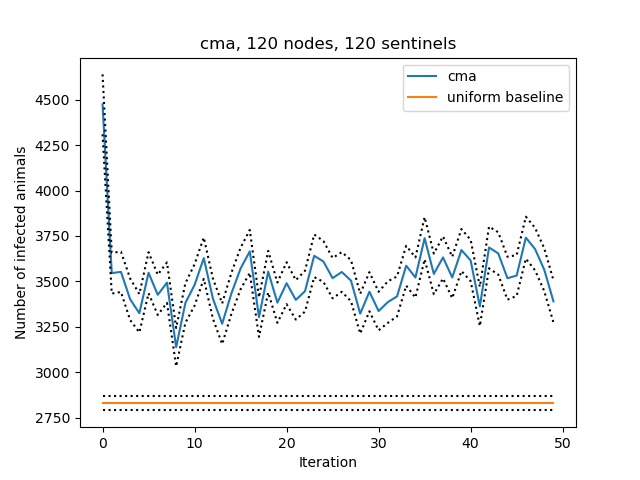 cma, 120 nodes, 120 sentinels
cma
uniform baseline
Number of infected animals
4500
4250
4000
3750
3500
3250
3000
2750
0 10 20 30 40 50
Iteration